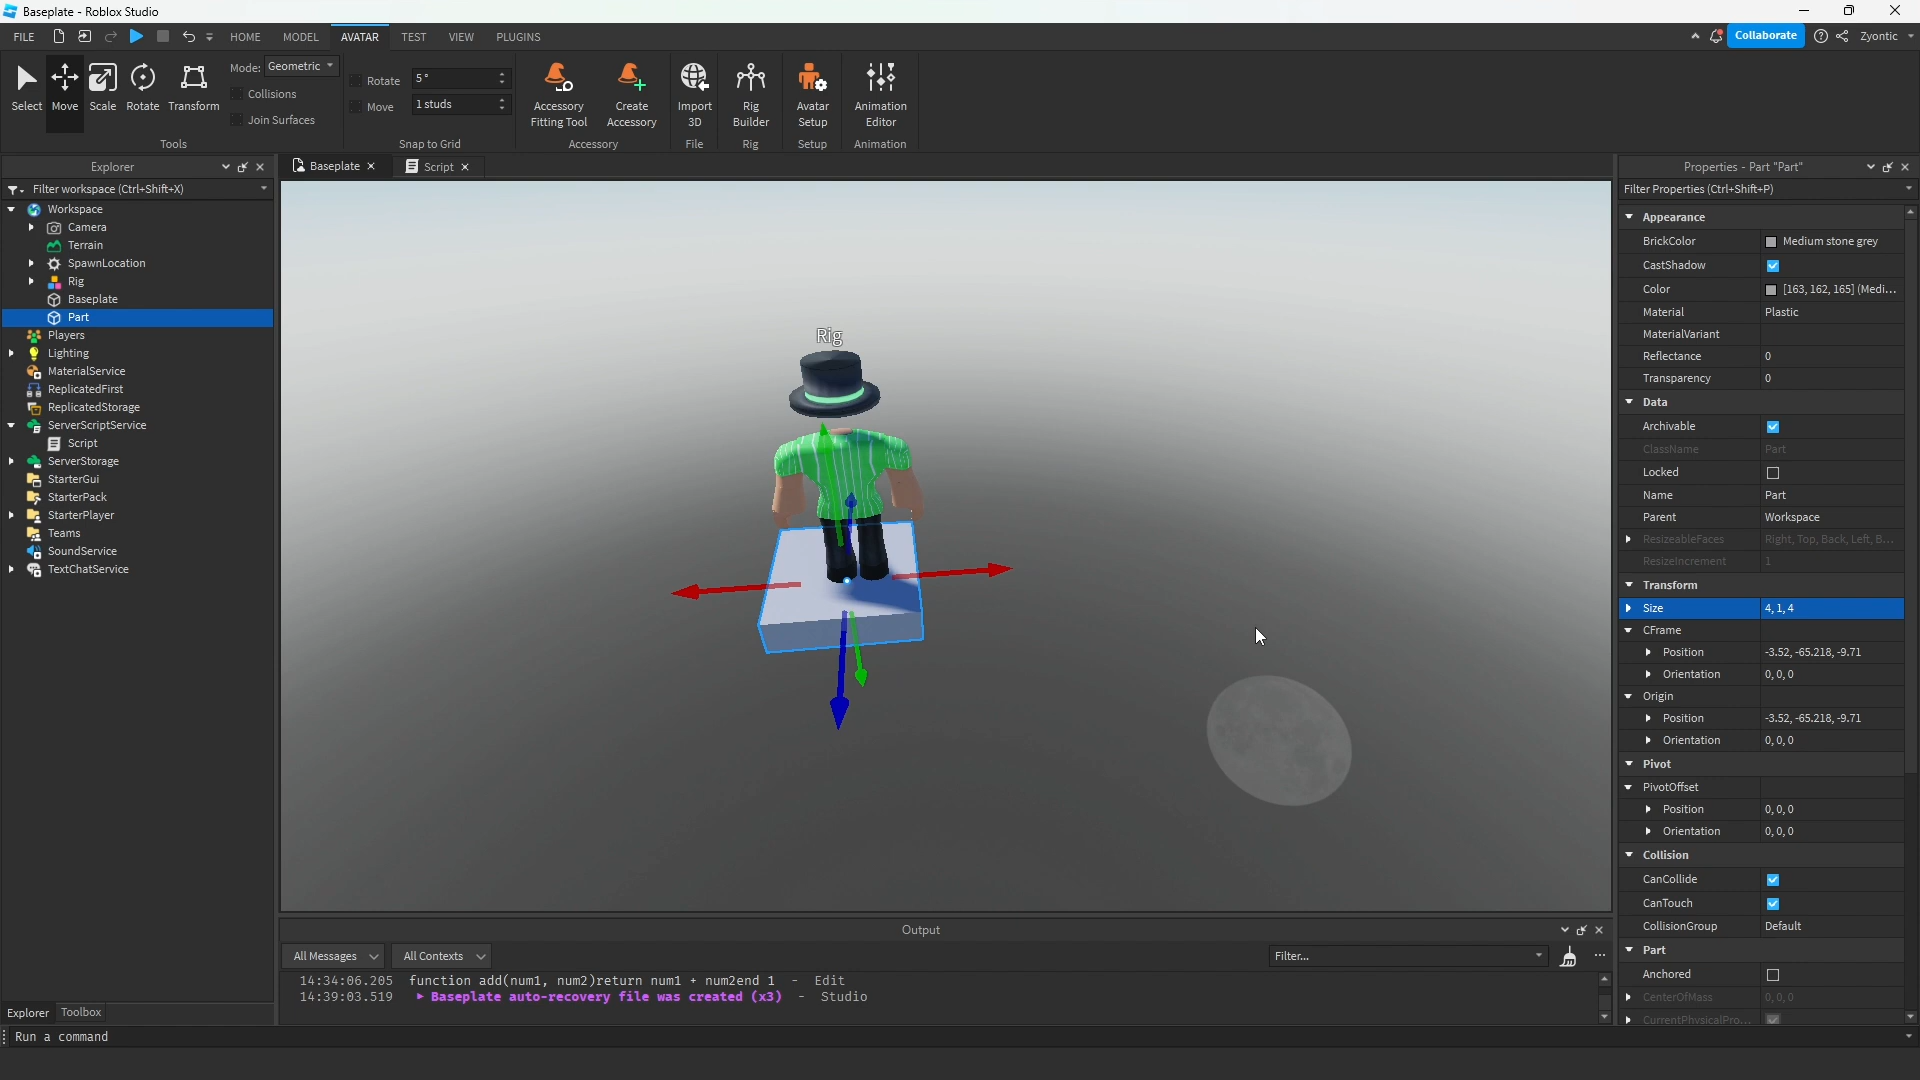 Baseplate - Roblox Studio
FILE HOME MODEL AVATAR TEST VIEW PLUGINS Collaborate Zyontic
Select Move Scale Rotate Transform
Mode: Geometric
Collisions
Join Surfaces
Tools
Rotate 5°
Move 1 studs
Snap to Grid
Accessory Fitting Tool
Create Accessory
Accessory
Import 3D
File
Rig Builder
Rig
Avatar Setup
Setup
Animation Editor
Animation
Explorer
Filter workspace (Ctrl+Shift+X)
Workspace
Camera
Terrain
SpawnLocation
Rig
Baseplate
Part
Players
Lighting
MaterialService
ReplicatedFirst
ReplicatedStorage
ServerScriptService
Script
ServerStorage
StarterGui
StarterPack
StarterPlayer
Teams
SoundService
TextChatService
Explorer Toolbox
Baseplate Script
Rig
Output
All Messages All Contexts Filter...
14:34:06.205 function add(num1, num2)return num1 + num2end 1 - Edit
14:39:03.519 Baseplate auto-recovery file was created (x3) - Studio
Run a command
Properties - Part "Part"
Filter Properties (Ctrl+Shift+P)
Appearance
BrickColor Medium stone grey
CastShadow
Color [163, 162, 165] (Medi...
Material Plastic
MaterialVariant
Reflectance 0
Transparency 0
Data
Archivable
ClassName Part
Locked
Name Part
Parent Workspace
ResizeableFaces Right, Top, Back, Left, B...
ResizeIncrement 1
Transform
Size 4, 1, 4
CFrame
Position -3.52, -65.218, -9.71
Orientation 0, 0, 0
Origin
Position -3.52, -65.218, -9.71
Orientation 0, 0, 0
Pivot
PivotOffset
Position 0, 0, 0
Orientation 0, 0, 0
Collision
CanCollide
CanTouch
CollisionGroup Default
Part
Anchored
CenterOfMass 0, 0, 0
CurrentPhysicalPro...